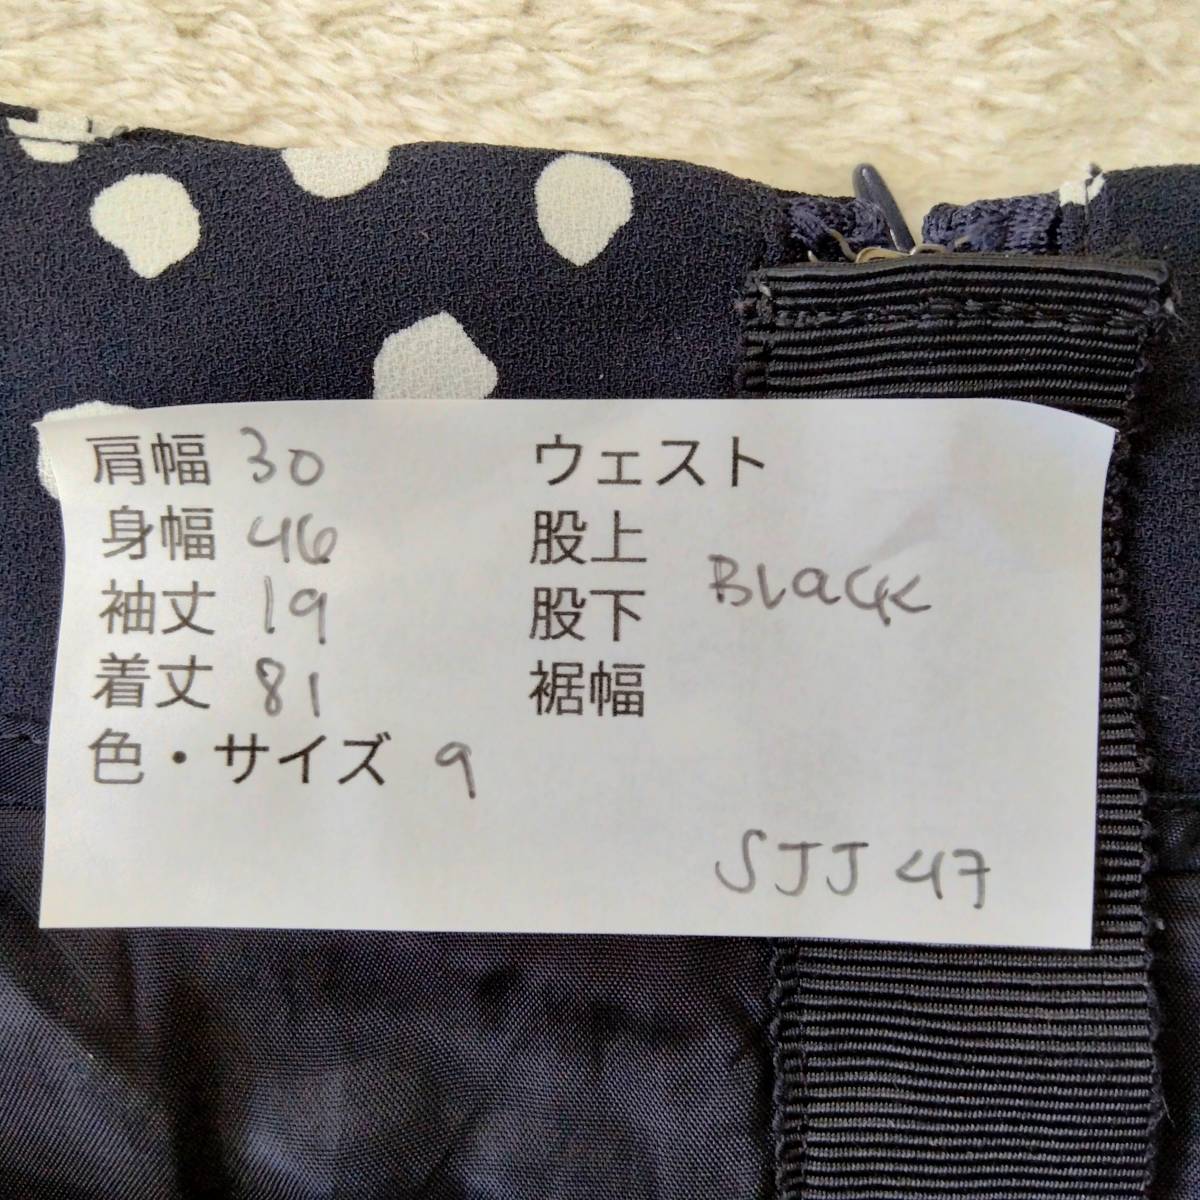 肩幅 30
身幅 46
袖丈 19
着丈 81
色・サイズ 9
ウェスト
股上
股下
裾幅
BLaCK
SJJ 47